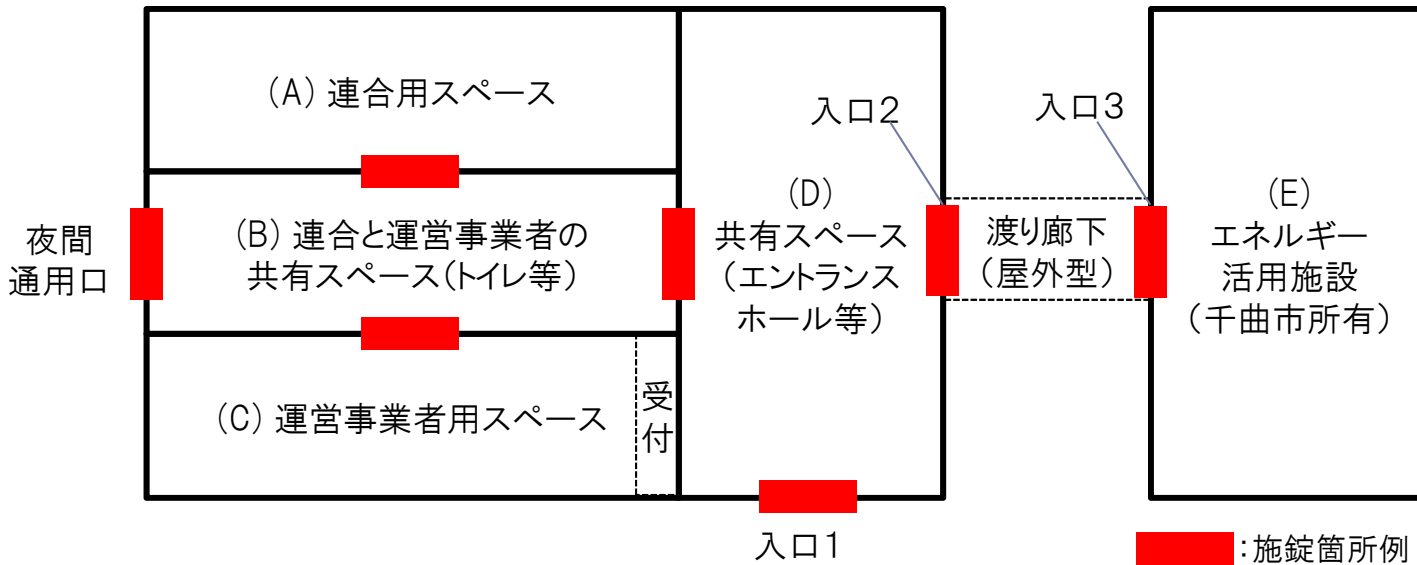 (A) 連合用スペース
夜間
通用口
(B) 連合と運営事業者の
共有スペース(トイレ等)
(C) 運営事業者用スペース
受
付
(D)
共有スペース
(エントランス
ホール等)
入口1
入口2
渡り廊下
(屋外型)
入口3
(E)
エネルギー
活用施設
(千曲市所有)
:施錠箇所例